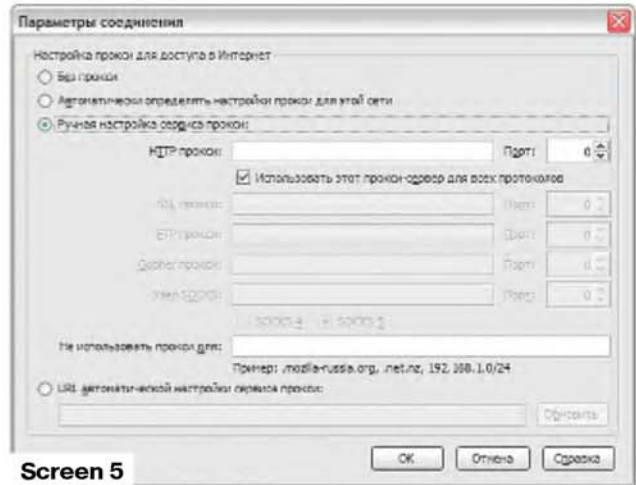 Параметры соединения
Настройка прокси для доступа в Интернет
Без прокси
Автоматически определять настройки прокси для этой сети
Ручная настройка сервиса прокси:
HTTP прокси: Порт: 0
Использовать этот прокси-сервер для всех протоколов
SSL прокси: Порт: 0
FTP прокси: Порт: 0
Gopher прокси: Порт: 0
Узел SOCKS: Порт: 0
SOCKS 4 SOCKS 5
Не использовать прокси для:
Пример: .mozilla-russia.org, .net.nz, 192.168.1.0/24
URL автоматической настройки сервиса прокси:
Обновить
OK Отмена Справка
Screen 5